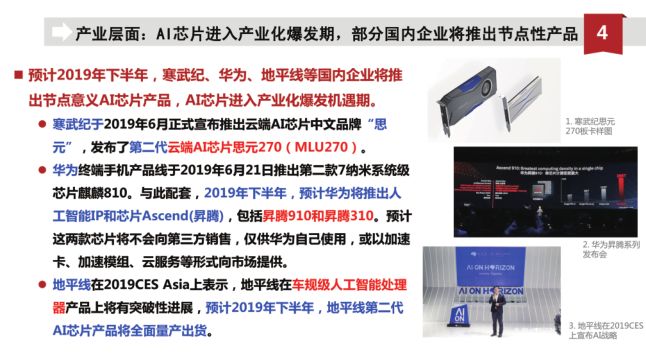 产业层面：AI芯片进入产业化爆发期，部分国内企业将推出节点性产品
4
预计2019年下半年，寒武纪、华为、地平线等国内企业将推
出节点意义AI芯片产品，AI芯片进入产业化爆发机遇期。
寒武纪于2019年6月正式宣布推出云端AI芯片中文品牌“思
元”，发布了第二代云端AI芯片思元270（MLU270）。
华为终端手机产品线于2019年6月21日推出第二款7纳米系统级
芯片麒麟810。与此配套，2019年下半年，预计华为将推出人
工智能IP和芯片Ascend(昇腾)，包括昇腾910和昇腾310。预计
这两款芯片将不会向第三方销售，仅供华为自己使用，或以加速
卡、加速模组、云服务等形式向市场提供。
地平线在2019CES Asia上表示，地平线在车规级人工智能处理
器产品上将有突破性进展，预计2019年下半年，地平线第二代
AI芯片产品将全面量产出货。
1. 寒武纪思元
270板卡样图
Ascend 910: Greatest computing density in a single chip
2. 华为昇腾系列
发布会
AI ON HORIZON
AI ON HORIZON
AI
ON
3. 地平线在2019CES
上宣布AI战略